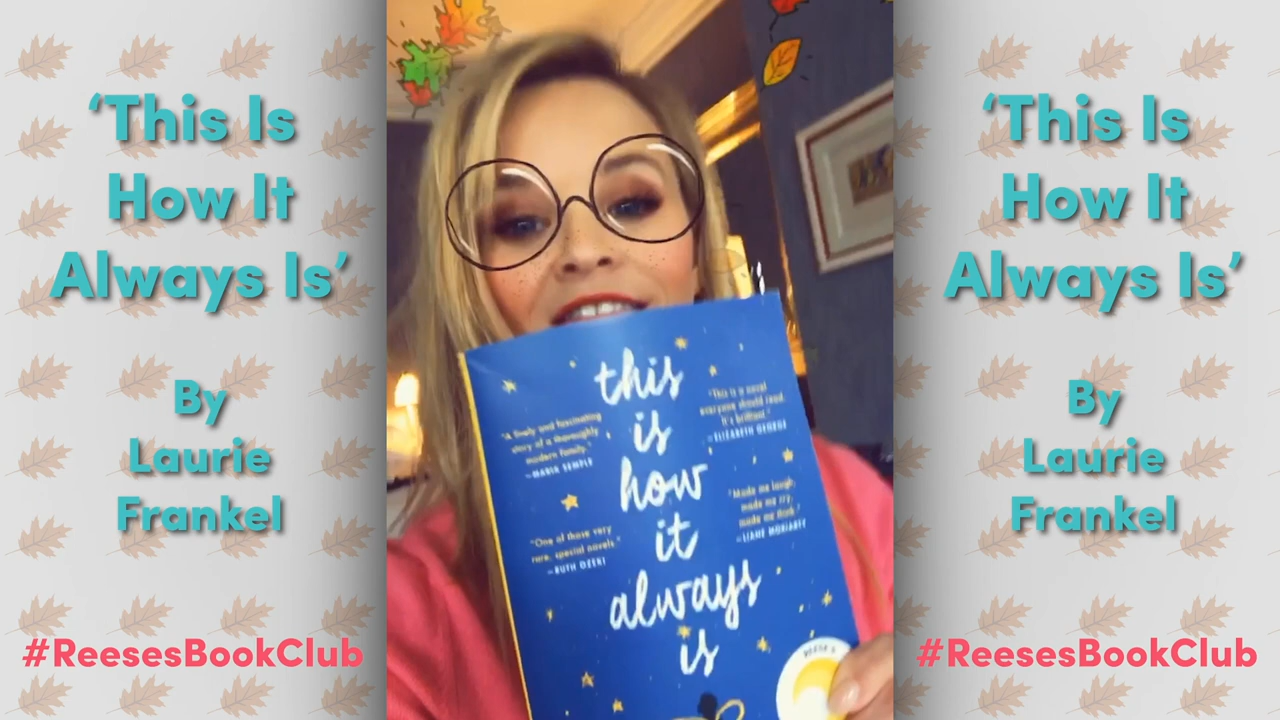 ‘This Is
How It
Always Is’
By
Laurie
Frankel
#ReesesBookClub
this
is
how
it
always
is
"A lively and fascinating
story of a thoroughly
modern family."
—MARIA SEMPLE
"This is a novel
everyone should read.
It's brilliant."
—ELIZABETH GEORGE
"One of those very
rare, special novels."
—RUTH OZEKI
"Made me laugh,
made me cry,
made me think."
—LIANE MORIARTY
REESE'S
‘This Is
How It
Always Is’
By
Laurie
Frankel
#ReesesBookClub